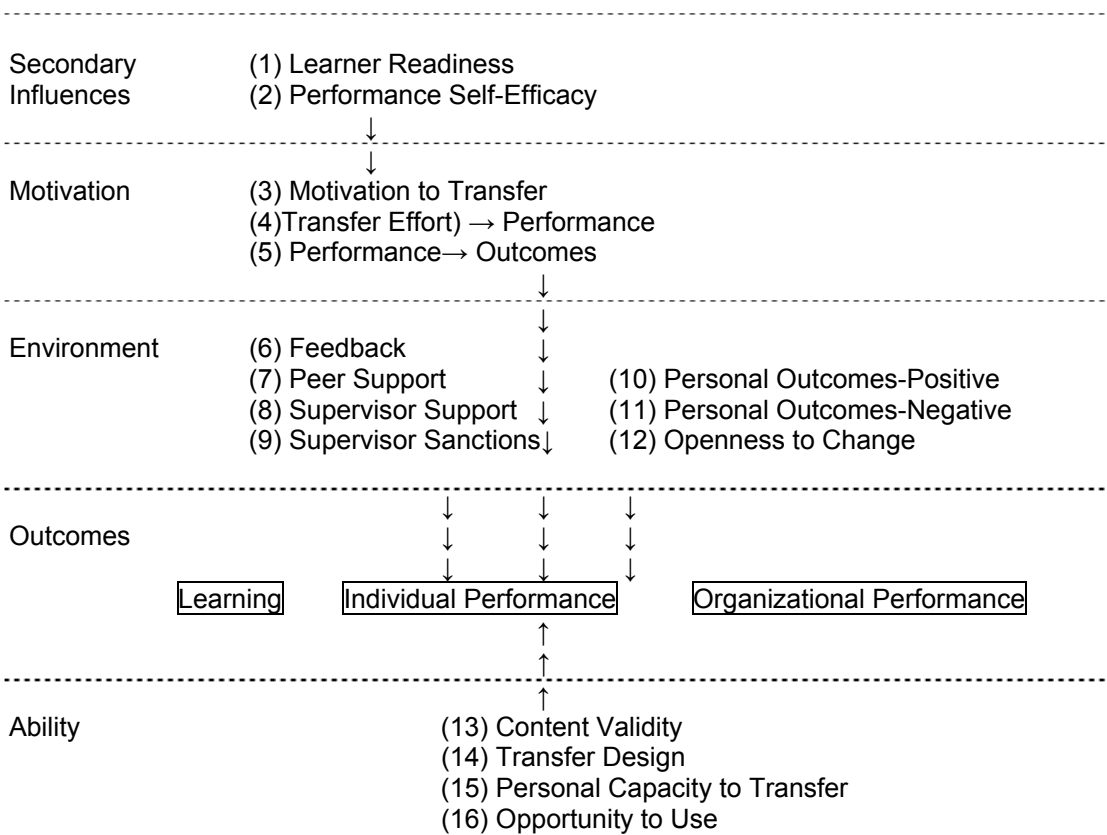 Secondary (1) Learner Readiness
Influences (2) Performance Self-Efficacy
↓
↓
Motivation (3) Motivation to Transfer
(4)Transfer Effort) → Performance
(5) Performance→ Outcomes
↓
↓
Environment (6) Feedback ↓
(7) Peer Support ↓ (10) Personal Outcomes-Positive
(8) Supervisor Support ↓ (11) Personal Outcomes-Negative
(9) Supervisor Sanctions↓ (12) Openness to Change
↓ ↓ ↓
Outcomes ↓ ↓ ↓
↓ ↓ ↓
Learning Individual Performance Organizational Performance
↑
↑
↑
Ability (13) Content Validity
(14) Transfer Design
(15) Personal Capacity to Transfer
(16) Opportunity to Use